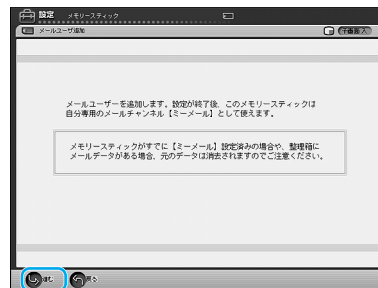 設定 メモリースティック
メールユーザ追加 子画面入
メールユーザーを追加します。設定が終了後、このメモリースティックは
自分専用のメールチャンネル【ミーメール】として使えます。
メモリースティックがすでに【ミーメール】設定済みの場合や、整理箱に
メールデータがある場合、元のデータは消去されますのでご注意ください。
進む 戻る